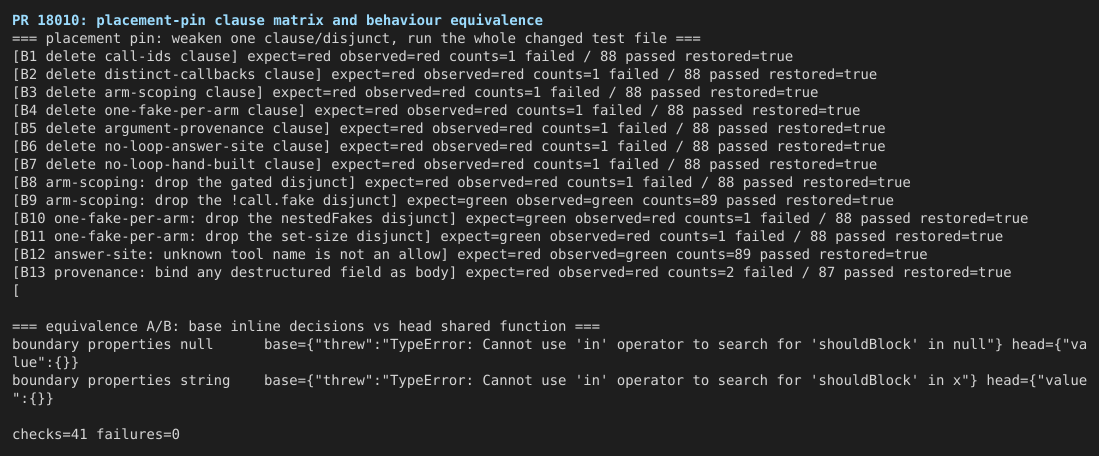 PR 18010: placement-pin clause matrix and behaviour equivalence
=== placement pin: weaken one clause/disjunct, run the whole changed test file ===
[B1 delete call-ids clause] expect=red observed=red counts=1 failed / 88 passed restored=true
[B2 delete distinct-callbacks clause] expect=red observed=red counts=1 failed / 88 passed restored=true
[B3 delete arm-scoping clause] expect=red observed=red counts=1 failed / 88 passed restored=true
[B4 delete one-fake-per-arm clause] expect=red observed=red counts=1 failed / 88 passed restored=true
[B5 delete argument-provenance clause] expect=red observed=red counts=1 failed / 88 passed restored=true
[B6 delete no-loop-answer-site clause] expect=red observed=red counts=1 failed / 88 passed restored=true
[B7 delete no-loop-hand-built clause] expect=red observed=red counts=1 failed / 88 passed restored=true
[B8 arm-scoping: drop the gated disjunct] expect=red observed=red counts=1 failed / 88 passed restored=true
[B9 arm-scoping: drop the !call.fake disjunct] expect=green observed=green counts=89 passed restored=true
[B10 one-fake-per-arm: drop the nestedFakes disjunct] expect=green observed=red counts=1 failed / 88 passed restored=true
[B11 one-fake-per-arm: drop the set-size disjunct] expect=green observed=red counts=1 failed / 88 passed restored=true
[B12 answer-site: unknown tool name is not an allow] expect=red observed=green counts=89 passed restored=true
[B13 provenance: bind any destructured field as body] expect=red observed=red counts=2 failed / 87 passed restored=true
[
=== equivalence A/B: base inline decisions vs head shared function ===
boundary properties null      base={"threw":"TypeError: Cannot use 'in' operator to search for 'shouldBlock' in null"} head={"va
lue":{}}
boundary properties string    base={"threw":"TypeError: Cannot use 'in' operator to search for 'shouldBlock' in x"} head={"value
":{}}
checks=41 failures=0